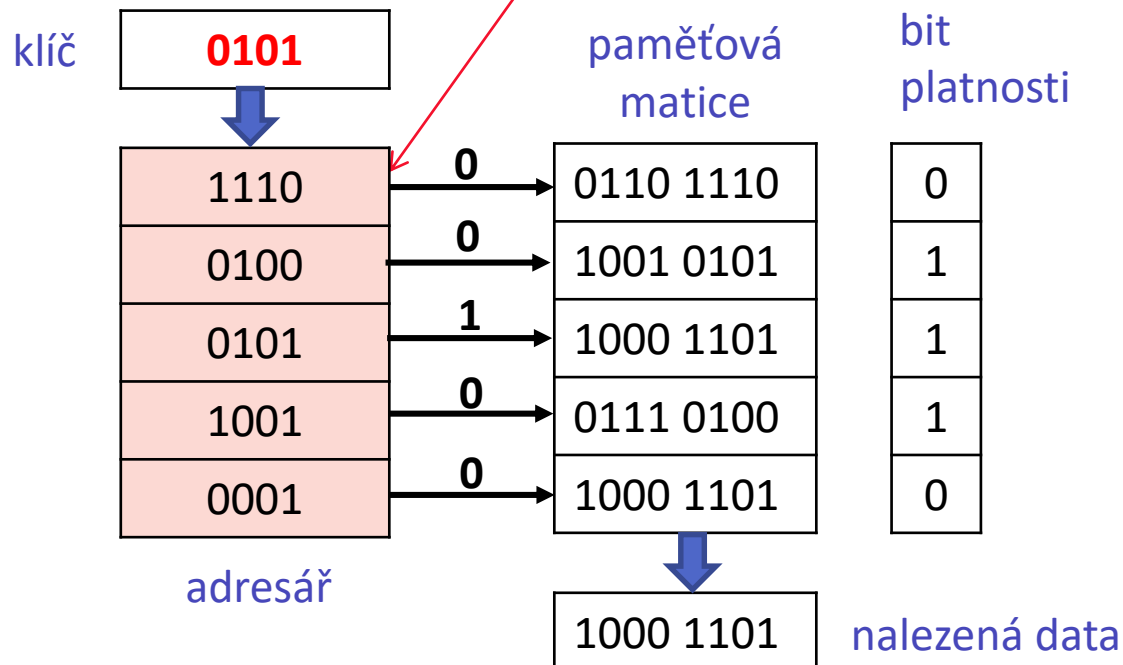 klíč
0101
paměťová
matice
bit
platnosti
1110 0 0110 1110 0
0100 0 1001 0101 1
0101 1 1000 1101 1
1001 0 0111 0100 1
0001 0 1000 1101 0
adresář
1000 1101
nalezená data